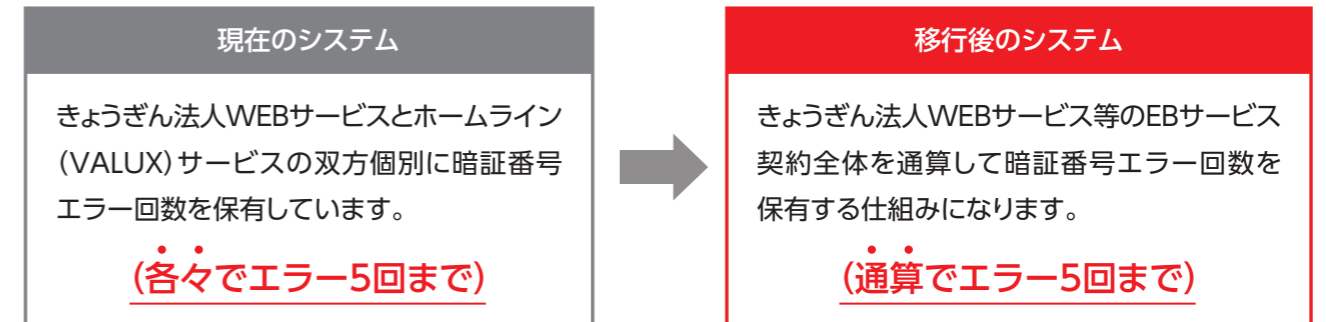 現在のシステム
きょうぎん法人WEBサービスとホームライン
（VALUX）サービスの双方個別に暗証番号
エラー回数を保有しています。
（各々でエラー5回まで）
移行後のシステム
きょうぎん法人WEBサービス等のEBサービス
契約全体を通算して暗証番号エラー回数を
保有する仕組みになります。
（通算でエラー5回まで）